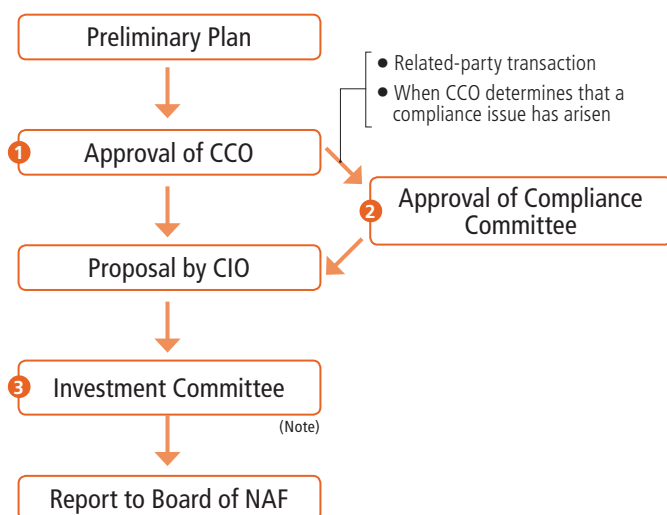 Preliminary Plan
● Related-party transaction
● When CCO determines that a
compliance issue has arisen
1 Approval of CCO
2 Approval of Compliance
Committee
Proposal by CIO
3 Investment Committee
(Note)
Report to Board of NAF